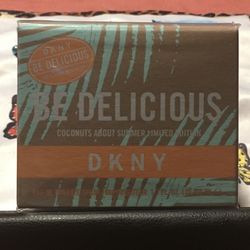 DKNY
BE DELICIOUS
BE DELICIOUS
COCONUTS ABOUT SUMMER LIMITED EDITION
DKNY